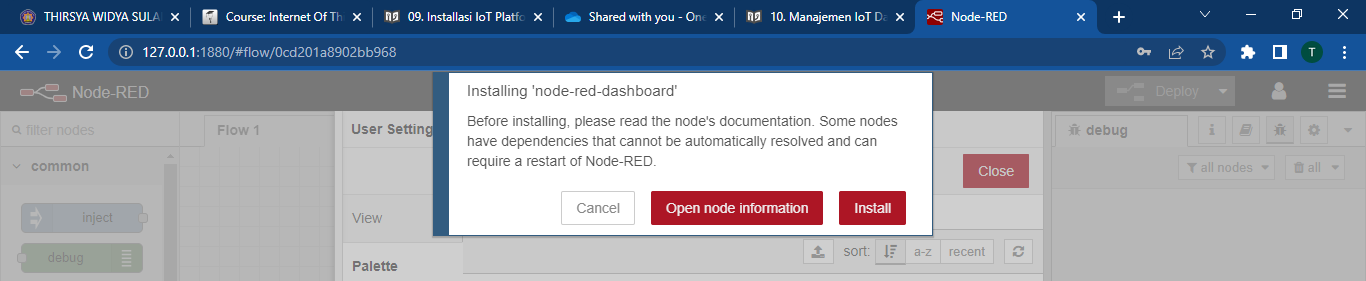 THIRSYA WIDYA SULA
Course: Internet Of Th
09. Installasi IoT Platfo
Shared with you - One
10. Manajemen IoT Da
Node-RED
127.0.0.1:1880/#flow/0cd201a8902bb968
T
Node-RED
Deploy
Installing 'node-red-dashboard'
Before installing, please read the node's documentation. Some nodes
have dependencies that cannot be automatically resolved and can
require a restart of Node-RED.
Cancel
Open node information
Install
filter nodes
Flow 1
User Setting
debug
common
Close
all nodes
all
inject
View
debug
sort:
a-z
recent
Palette